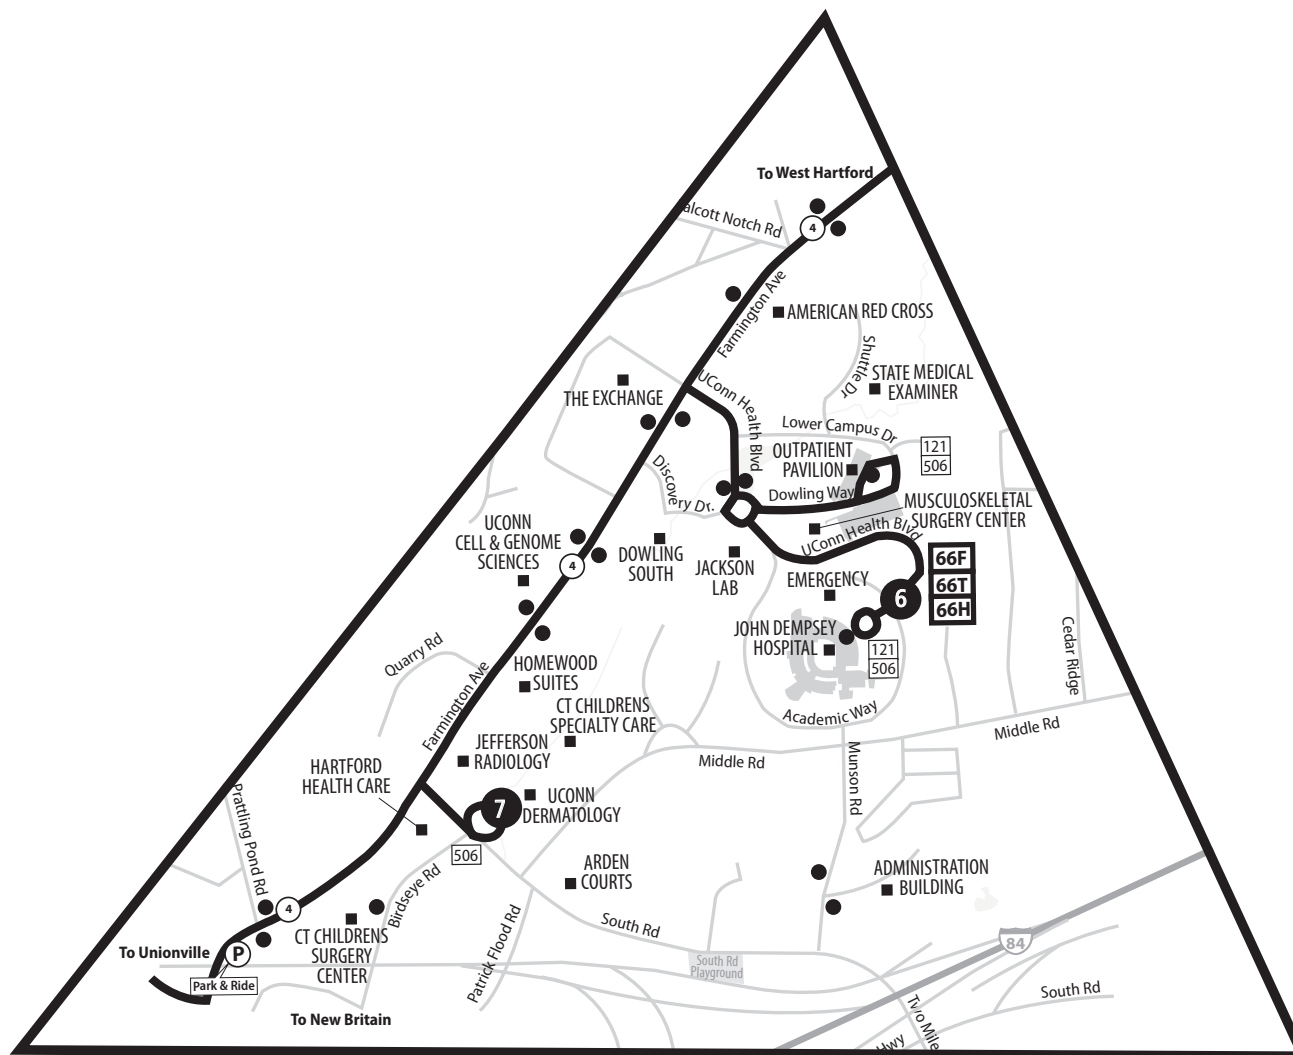 To West Hartford
alcott Notch Rd
4
Farmington Ave
AMERICAN RED CROSS
Shuttle Dr
STATE MEDICAL
EXAMINER
THE EXCHANGE
UConn Health Blvd
Lower Campus Dr
OUTPATIENT
PAVILION
121
506
Discovery Dr.
Dowling Way
MUSCULOSKELETAL
SURGERY CENTER
UConn Health Blvd
UCONN
CELL & GENOME
SCIENCES
4
DOWLING
SOUTH
JACKSON
LAB
EMERGENCY
66F
66T
66H
6
JOHN DEMPSEY
HOSPITAL
121
506
Cedar Ridge
Quarry Rd
HOMEWOOD
SUITES
Farmington Ave
CT CHILDRENS
SPECIALTY CARE
Academic Way
Middle Rd
JEFFERSON
RADIOLOGY
Middle Rd
Munson Rd
HARTFORD
HEALTH CARE
7
UCONN
DERMATOLOGY
506
Prattling Pond Rd
Birdseye Rd
ARDEN
COURTS
ADMINISTRATION
BUILDING
4
South Rd
Patrick Flood Rd
CT CHILDRENS
SURGERY
CENTER
To Unionville
P
Park & Ride
South Rd
Playground
84
South Rd
Two Mile
Hwy
To New Britain